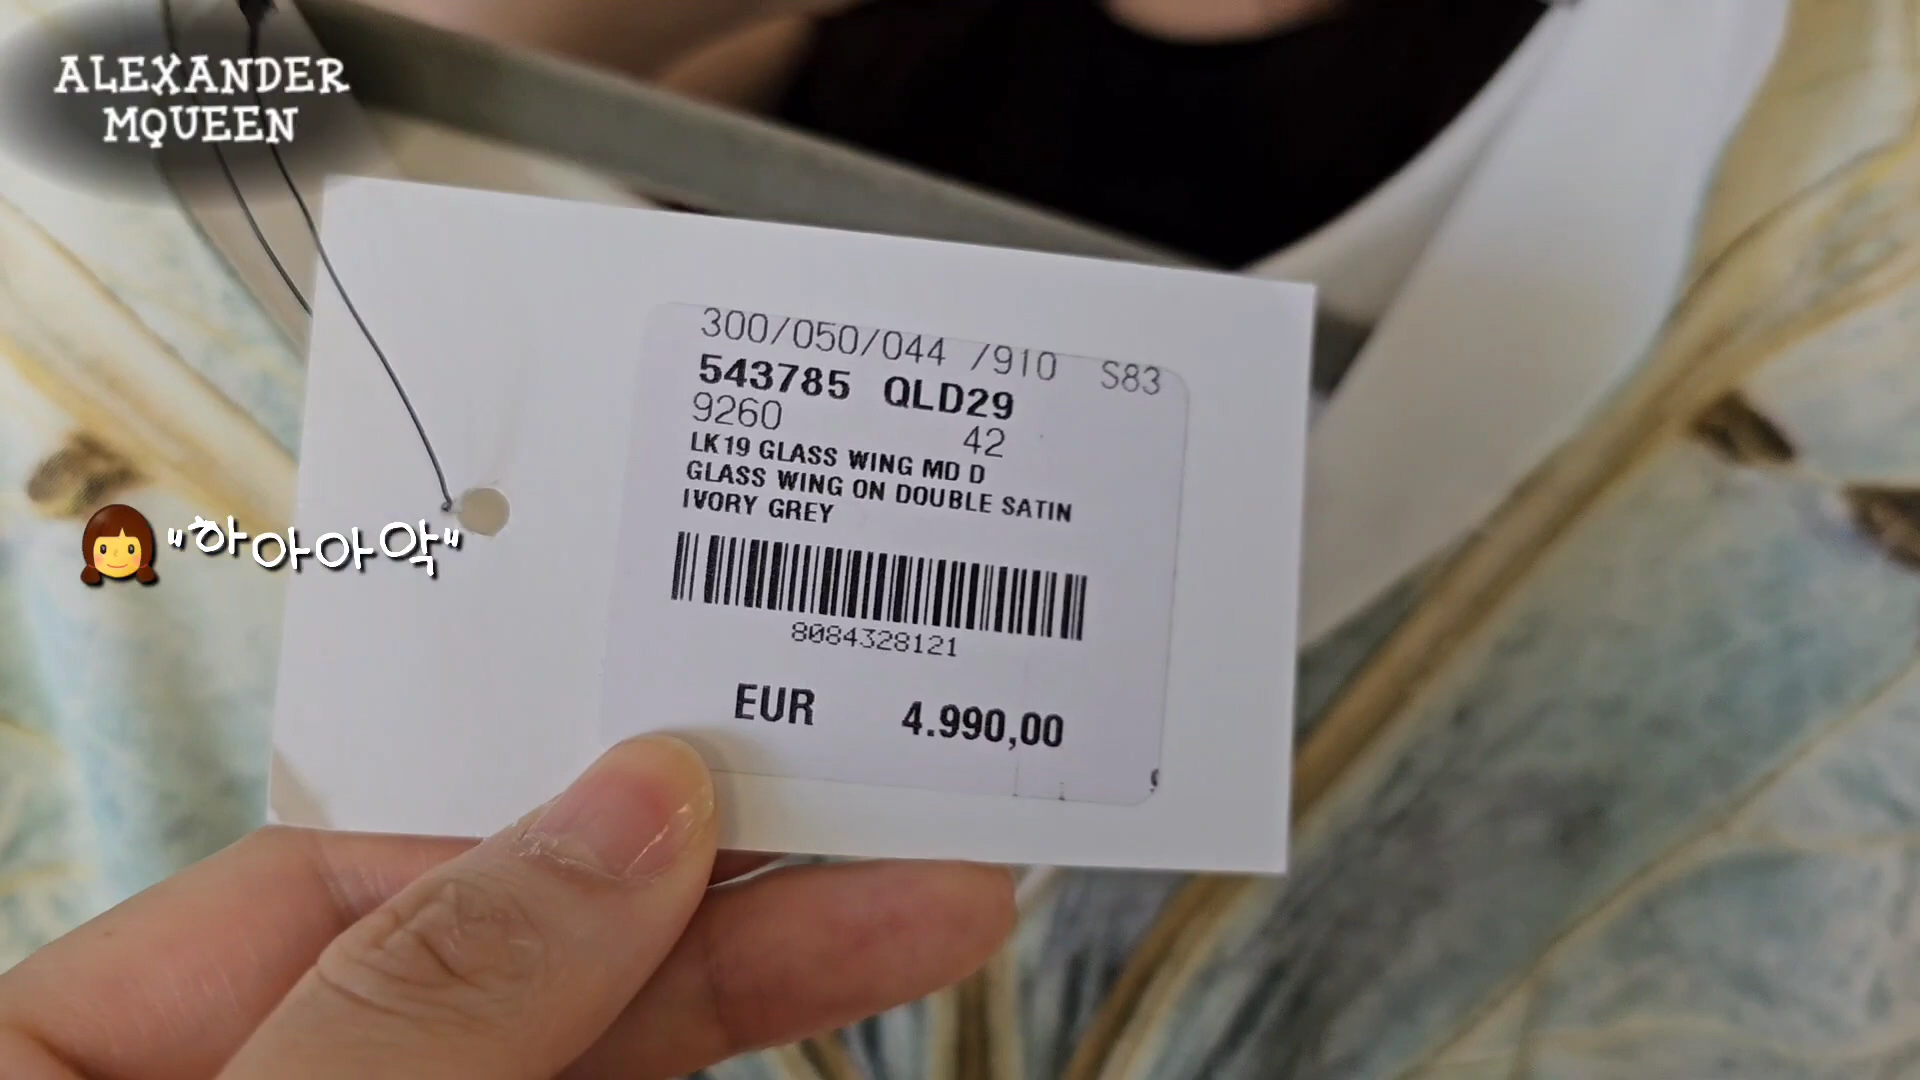 ALEXANDER
MQUEEN
300/050/044 /910 S83
543785 QLD29
9260 42
LK19 GLASS WING MD D
GLASS WING ON DOUBLE SATIN
IVORY GREY
8084328121
EUR 4.990,00
"하아아악"